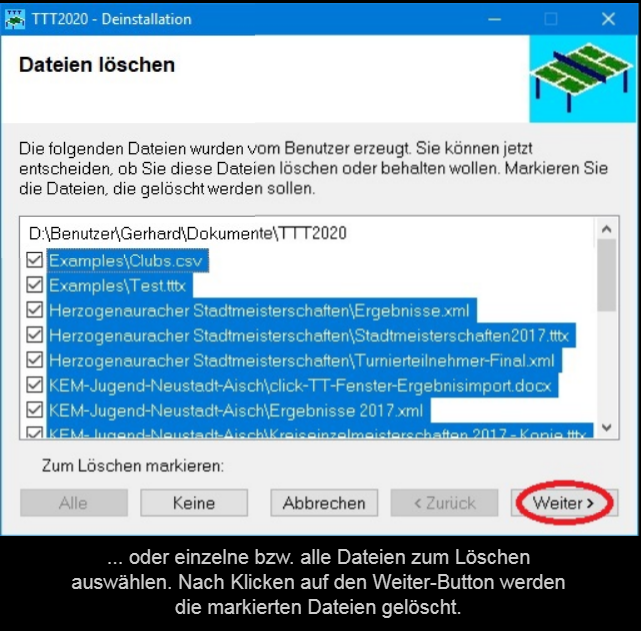 TTT2020 - Deinstallation
Dateien löschen
Die folgenden Dateien wurden vom Benutzer erzeugt. Sie können jetzt
entscheiden, ob Sie diese Dateien löschen oder behalten wollen. Markieren Sie
die Dateien, die gelöscht werden sollen.
D:\Benutzer\Gerhard\Dokumente\TTT2020
Examples\Clubs.csv
Examples\Test.tttx
Herzogenauracher Stadtmeisterschaften\Ergebnisse.xml
Herzogenauracher Stadtmeisterschaften\Stadtmeisterschaften2017.tttx
Herzogenauracher Stadtmeisterschaften\Turnierteilnehmer-Final.xml
KEM-Jugend-Neustadt-Aisch\click-TT-Fenster-Ergebnisimport.docx
KEM-Jugend-Neustadt-Aisch\Ergebnisse 2017.xml
KEM-Jugend-Neustadt-Aisch\Kreiseinzelmeisterschaften 2017 - Kopie.tttx
Zum Löschen markieren:
Alle Keine Abbrechen < Zurück Weiter >
... oder einzelne bzw. alle Dateien zum Löschen
auswählen. Nach Klicken auf den Weiter-Button werden
die markierten Dateien gelöscht.